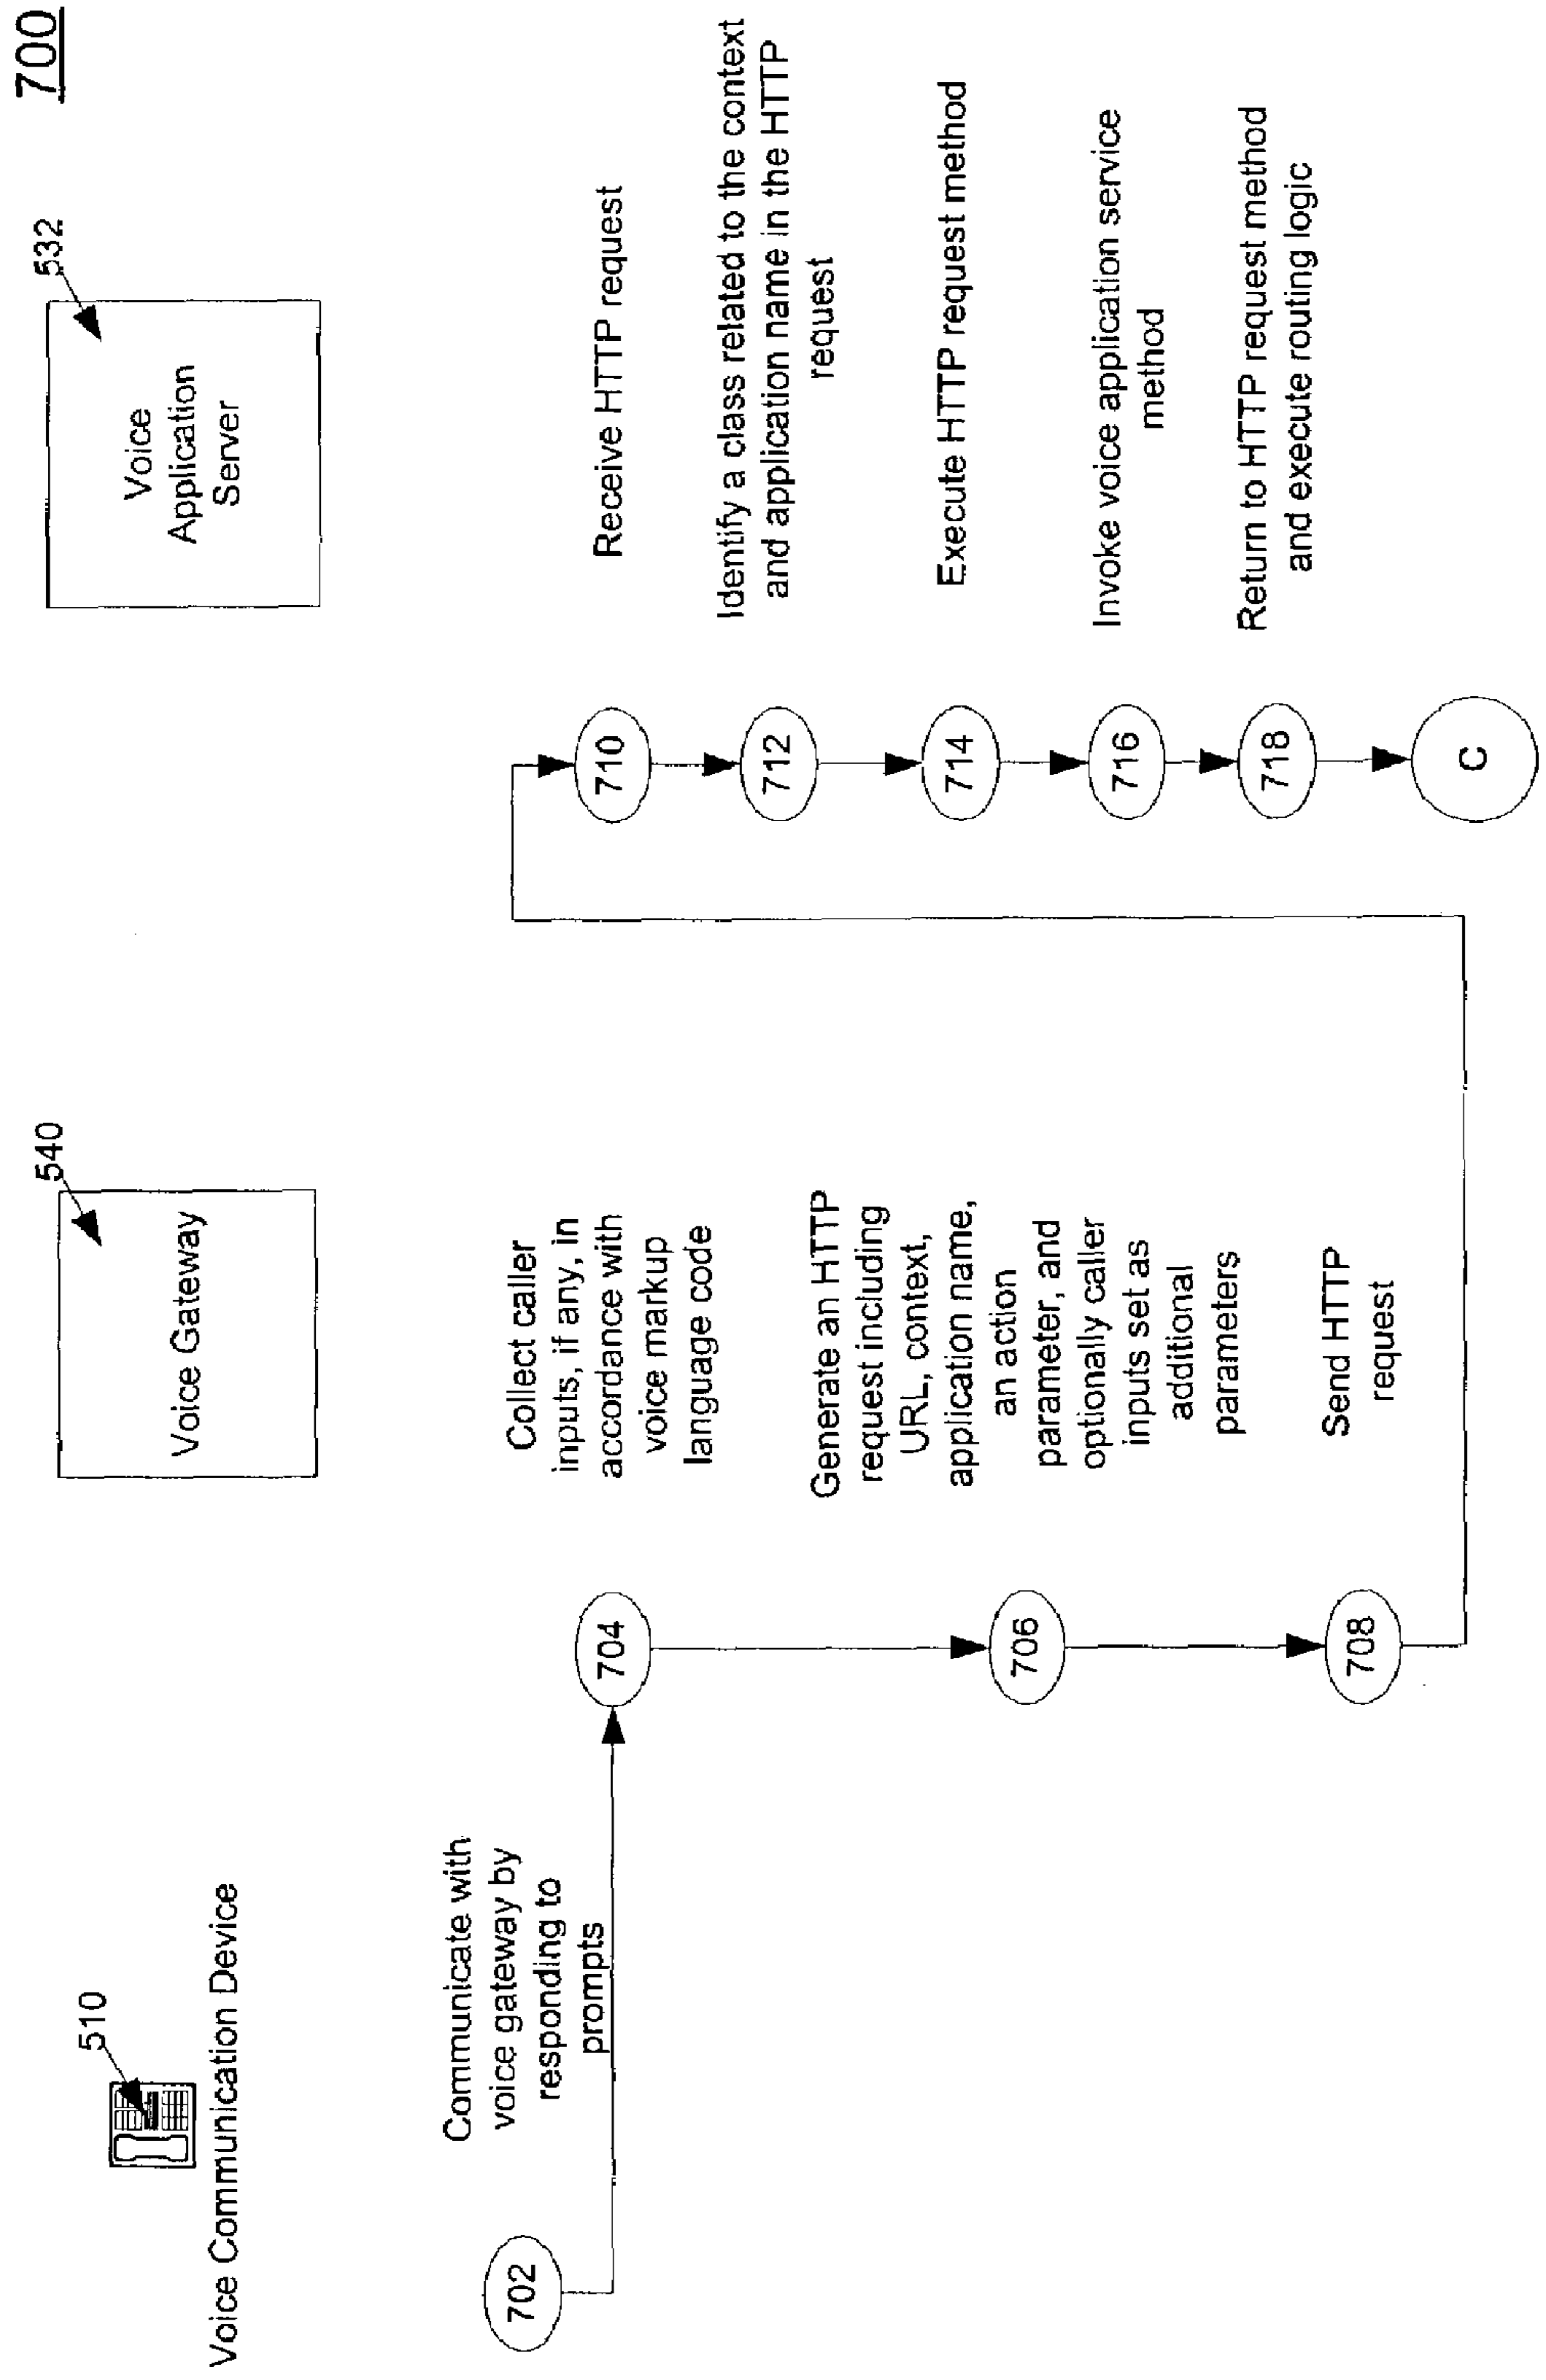 700
510
Voice Communication Device
540
Voice Gateway
532
Voice
Application
Server
702
Communicate with
voice gateway by
responding to
prompts
704
Collect caller
inputs, if any, in
accordance with
voice markup
language code
706
Generate an HTTP
request including
URL, context,
application name,
an action
parameter, and
optionally caller
inputs set as
additional
parameters
708
Send HTTP
request
710
Receive HTTP request
712
Identify a class related to the context
and application name in the HTTP
request
714
Execute HTTP request method
716
Invoke voice application service
method
718
Return to HTTP request method
and execute routing logic
C